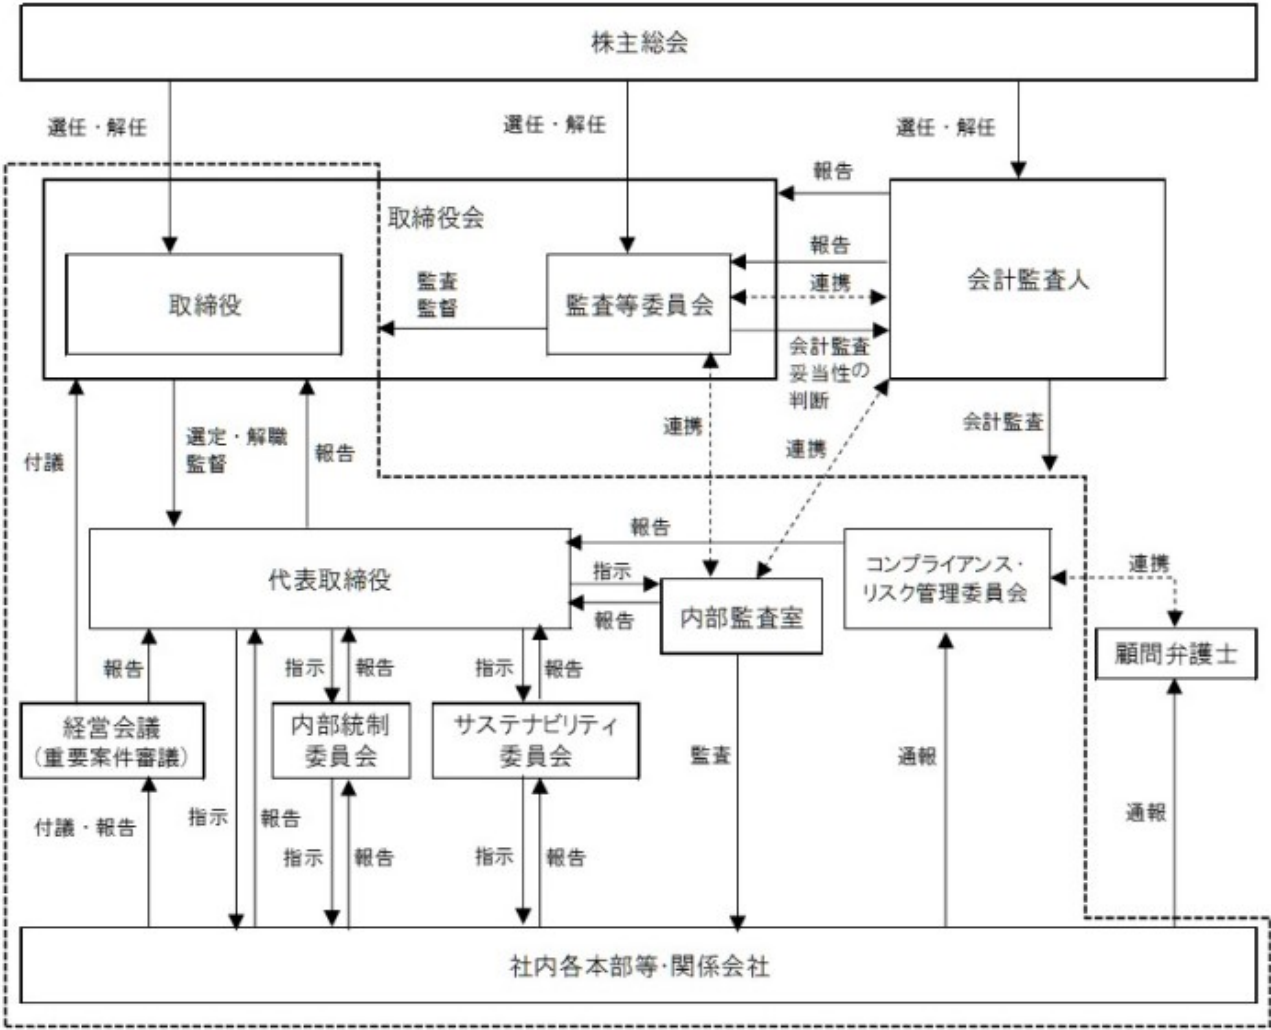 株主総会
選任・解任
選任・解任
選任・解任
報告
取締役会
取締役
監査
監督
監査等委員会
報告
連携
会計監査人
会計監査
妥当性の
判断
付議
選定・解職
監督
報告
連携
連携
会計監査
報告
代表取締役
指示
報告
内部監査室
コンプライアンス・
リスク管理委員会
連携
顧問弁護士
報告
指示
報告
指示
報告
経営会議
(重要案件審議)
内部統制
委員会
サステナビリティ
委員会
監査
通報
通報
付議・報告
指示
報告
指示
報告
指示
報告
社内各本部等・関係会社